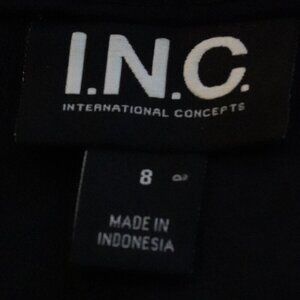 I.N.C.
INTERNATIONAL CONCEPTS
8
MADE IN
INDONESIA